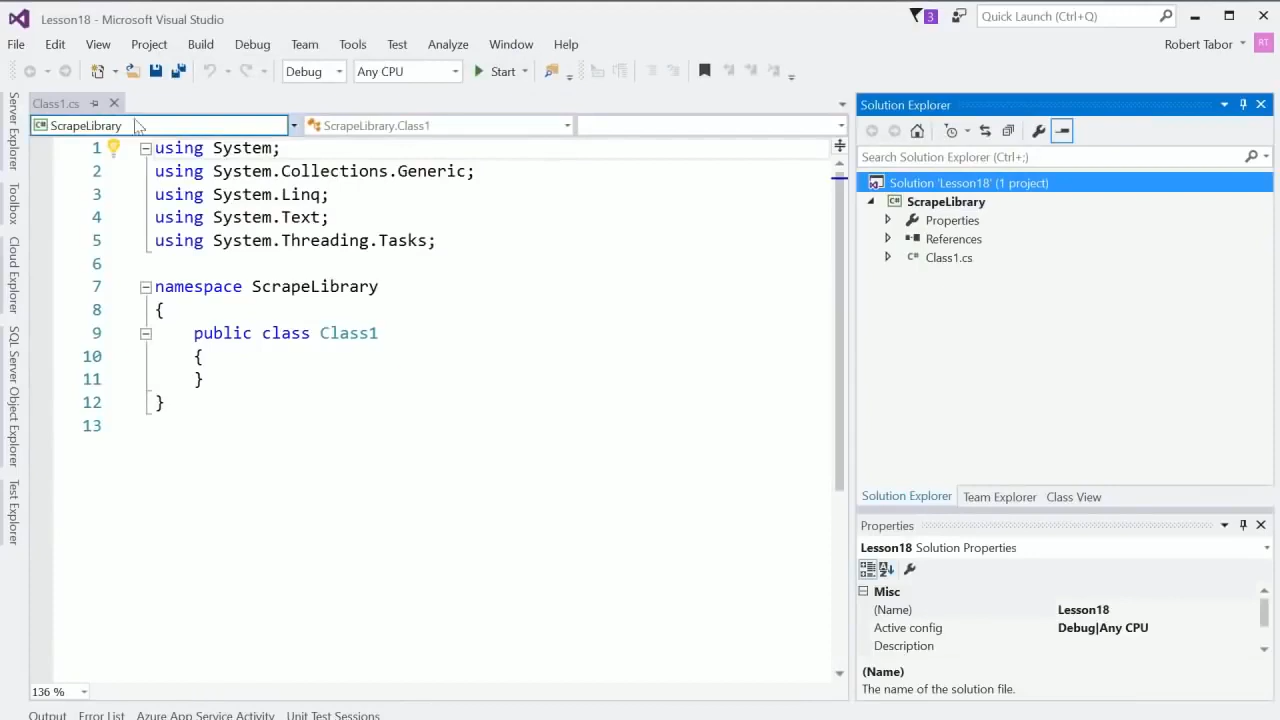 Lesson18 - Microsoft Visual Studio
3
Quick Launch (Ctrl+Q)
File Edit View Project Build Debug Team Tools Test Analyze Window Help
Robert Tabor
RT
Debug
Any CPU
Start
Server Explorer
Toolbox
Cloud Explorer
SQL Server Object Explorer
Test Explorer
Class1.cs
ScrapeLibrary
ScrapeLibrary.Class1
1 using System;
2 using System.Collections.Generic;
3 using System.Linq;
4 using System.Text;
5 using System.Threading.Tasks;
6
7 namespace ScrapeLibrary
8 {
9 public class Class1
10 {
11 }
12 }
13
136 %
Output Error List Azure App Service Activity Unit Test Sessions
Solution Explorer
Search Solution Explorer (Ctrl+;)
Solution 'Lesson18' (1 project)
C# ScrapeLibrary
Properties
References
C# Class1.cs
Solution Explorer Team Explorer Class View
Properties
Lesson18 Solution Properties
Misc
(Name) Lesson18
Active config Debug|Any CPU
Description
(Name)
The name of the solution file.